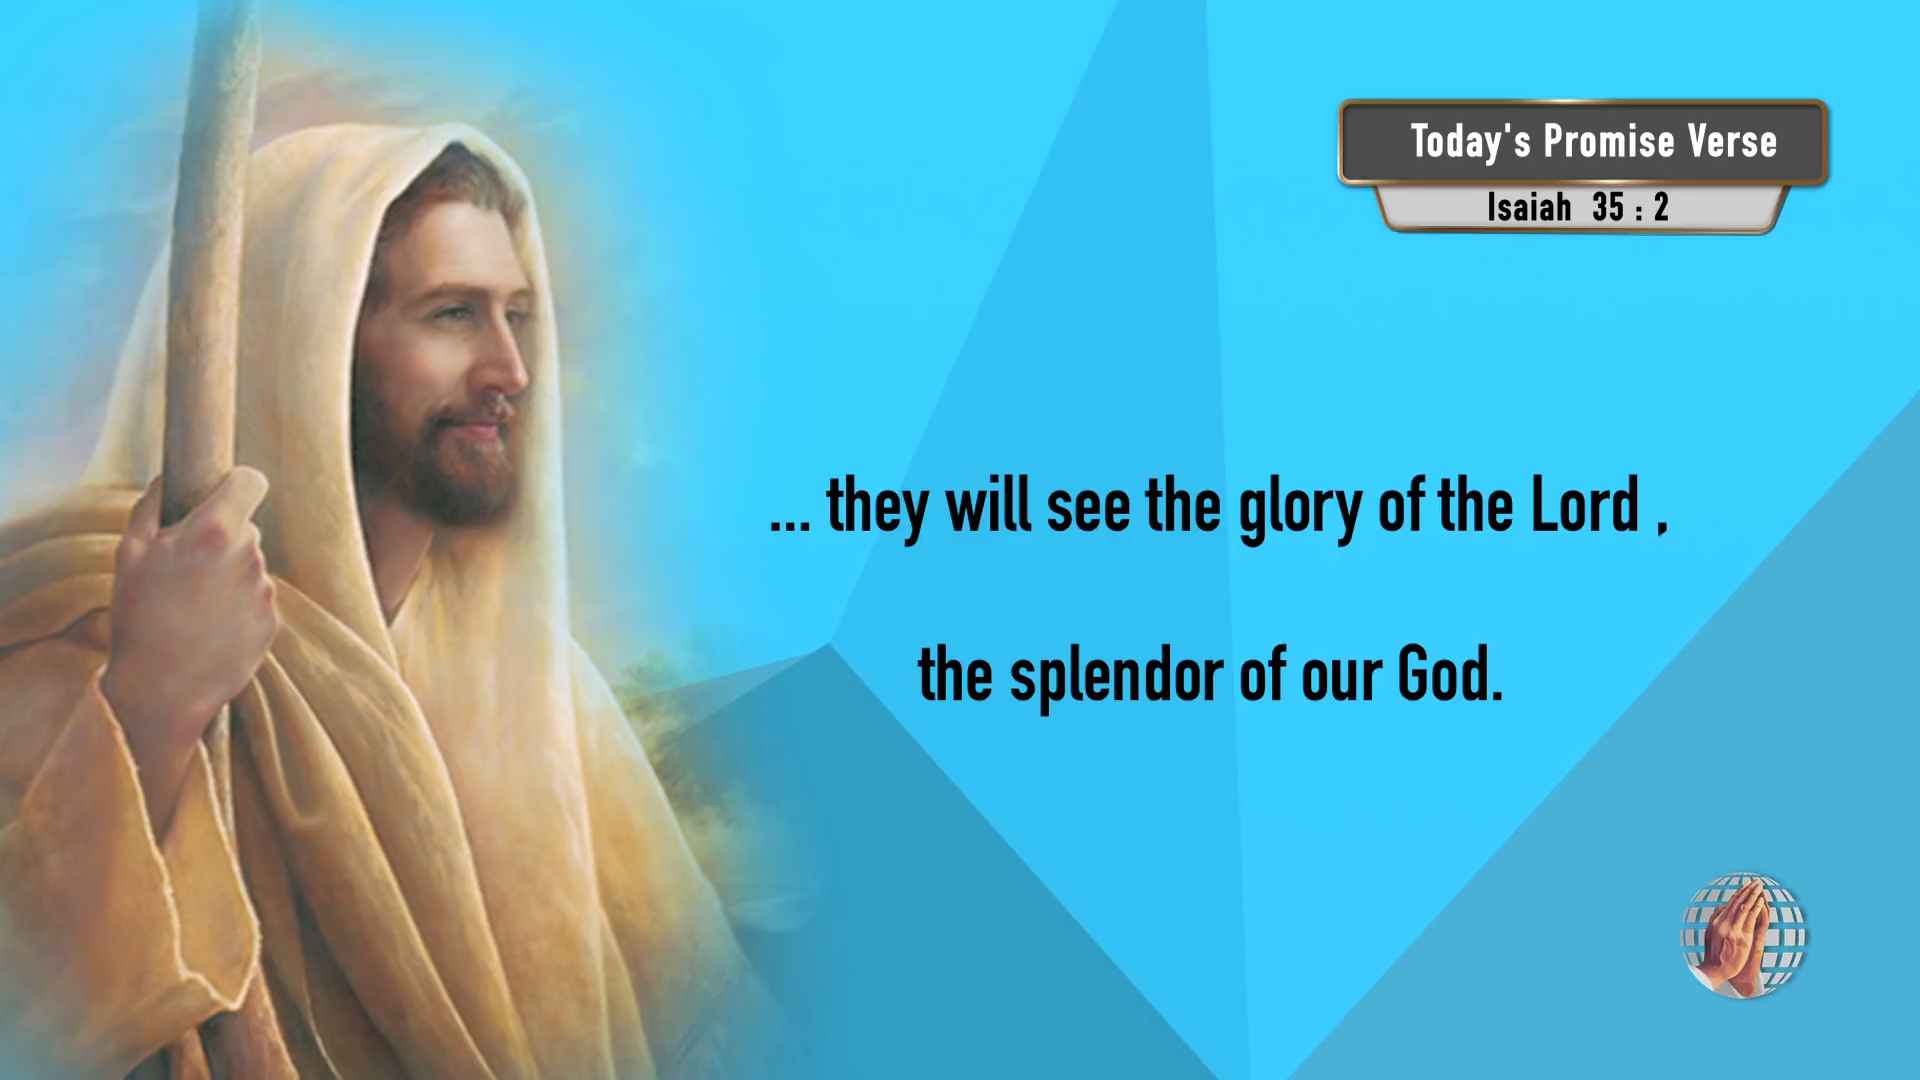 Today's Promise Verse
Isaiah 35 : 2
... they will see the glory of the Lord ,
the splendor of our God.